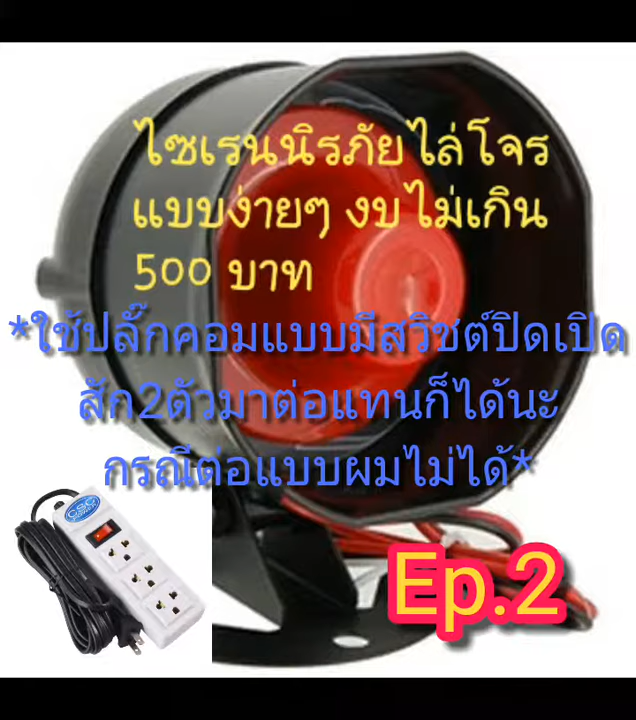 ไซเรนนิรภัยไล่โจร
แบบง่ายๆ งบไม่เกิน
500 บาท
*ใช้ปลั๊กคอมแบบมีสวิชต์ปิดเปิด
สัก2ตัวมาต่อแทนก็ได้นะ
กรณีต่อแบบผมไม่ได้*
Ep.2